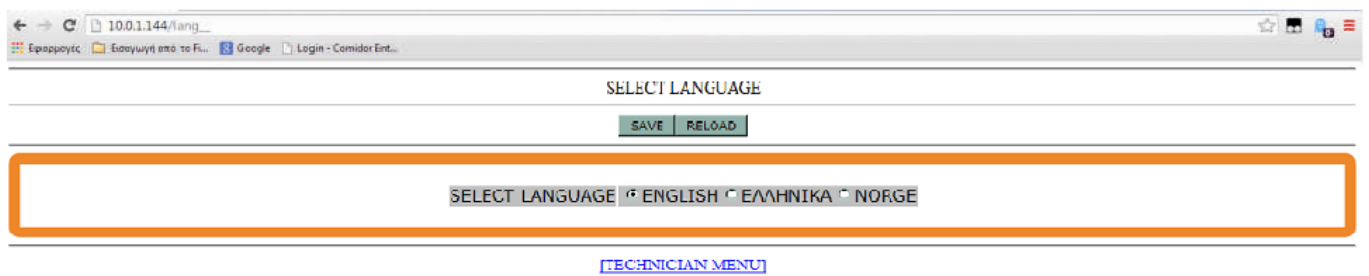 10.0.1.144/lang__
Εφαρμογές Εισαγωγή από το Fi... Google Login - Comidor Ent...
SELECT LANGUAGE
SAVE RELOAD
SELECT LANGUAGE ENGLISH ΕΛΛΗΝΙΚΑ NORGE
[TECHNICIAN MENU]